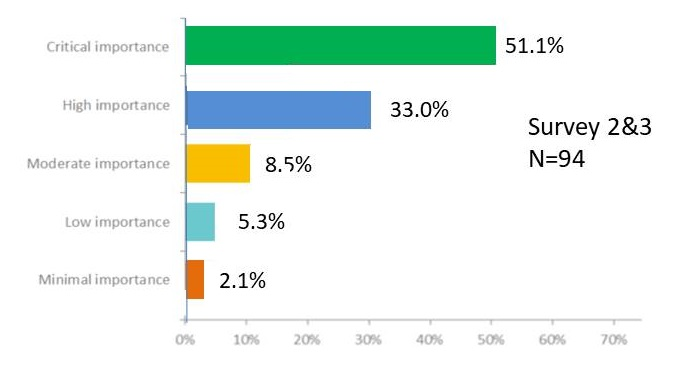 Critical importance 51.1%
High importance 33.0%
Survey 2&3
N=94
Moderate importance 8.5%
Low importance 5.3%
Minimal importance 2.1%
0% 10% 20% 30% 40% 50% 60% 70%